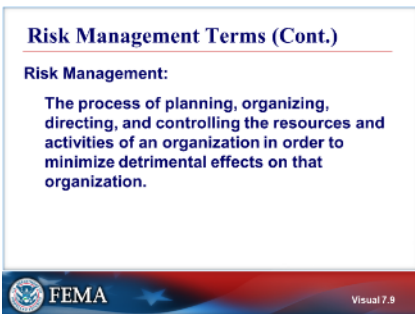 Risk Management Terms (Cont.)
Risk Management:
The process of planning, organizing,
directing, and controlling the resources and
activities of an organization in order to
minimize detrimental effects on that
organization.
FEMA
Visual 7.9